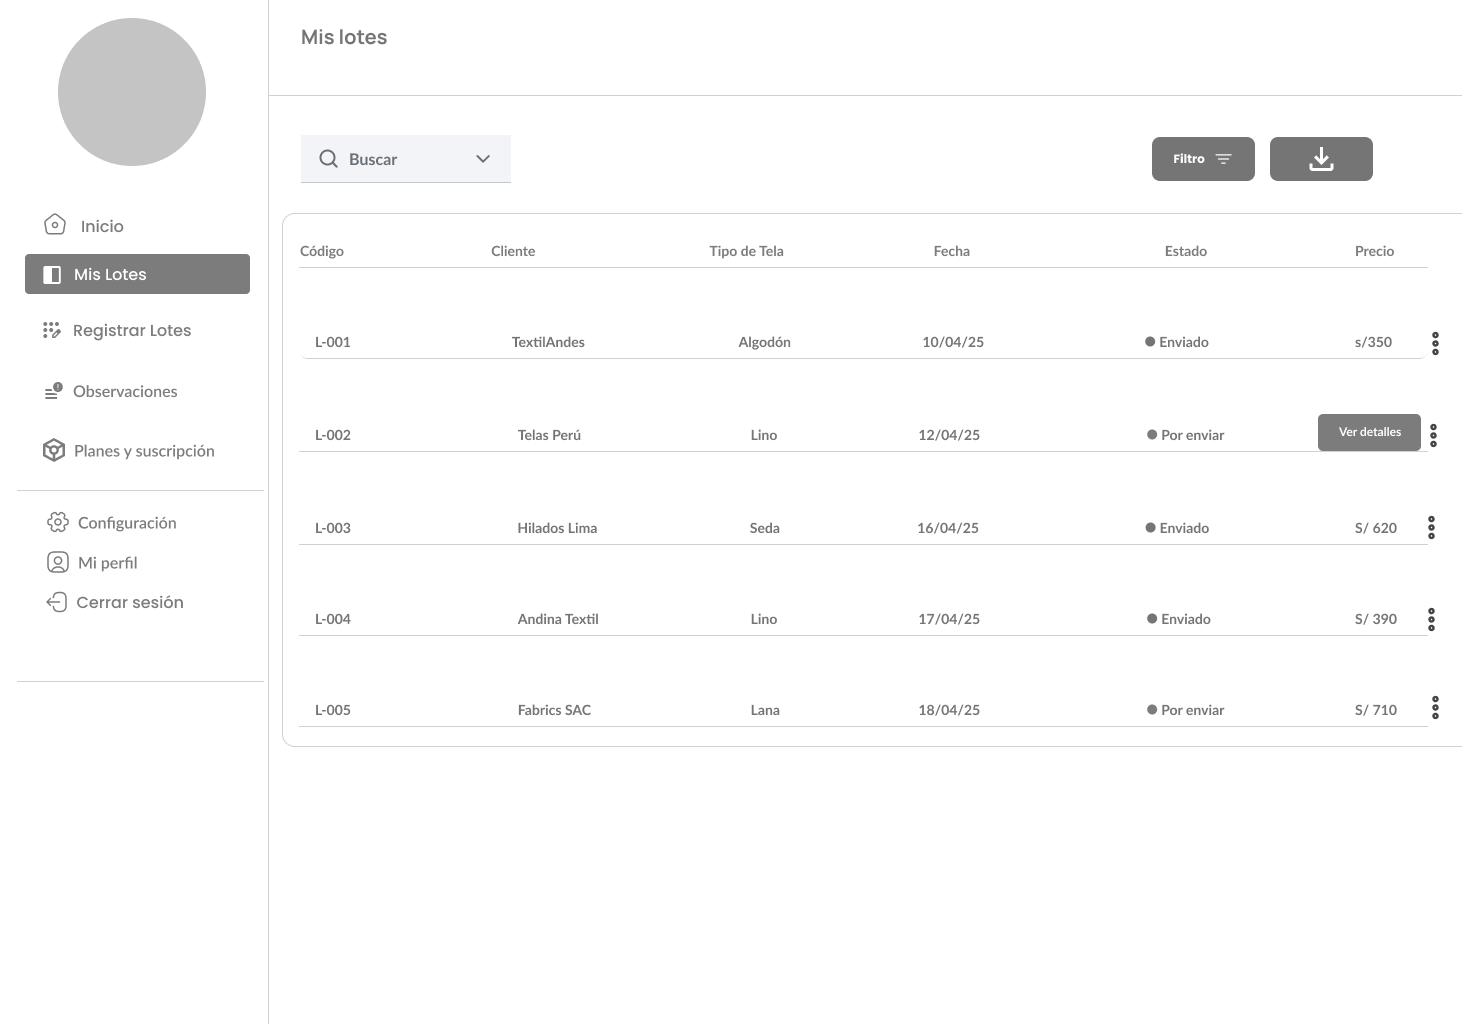 Mis lotes
Inicio
Mis Lotes
Registrar Lotes
Observaciones
Planes y suscripción
Configuración
Mi perfil
Cerrar sesión
Buscar
Filtro
Código Cliente Tipo de Tela Fecha Estado Precio
L-001 TextilAndes Algodón 10/04/25 Enviado s/350
L-002 Telas Perú Lino 12/04/25 Por enviar Ver detalles
L-003 Hilados Lima Seda 16/04/25 Enviado S/ 620
L-004 Andina Textil Lino 17/04/25 Enviado S/ 390
L-005 Fabrics SAC Lana 18/04/25 Por enviar S/ 710